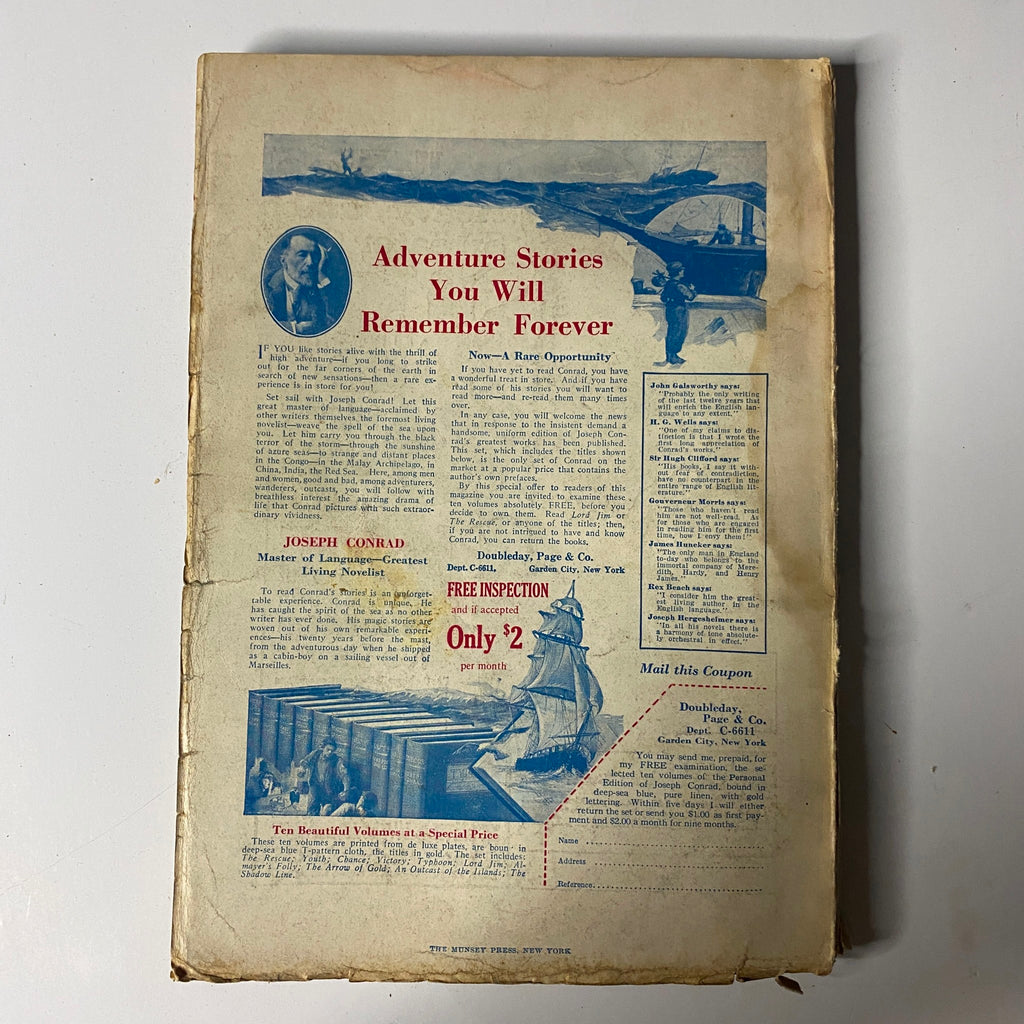 Adventure Stories
You Will
Remember Forever
IF YOU like stories alive with the thrill of
high adventure—if you long to strike
out for the far corners of the earth in
search of new sensations—then a rare ex-
perience is in store for you!
Set sail with Joseph Conrad! Let this
great master of language—acclaimed by
other writers themselves the foremost living
novelist—weave the spell of the sea upon
you. Let him carry you through the black
terror of the storm—through the sunshine
of azure seas—to strange and distant places
in the Congo—in the Malay Archipelago, in
China, India, the Red Sea. Here, among men
and women, good and bad, among adventurers,
wanderers, outcasts, you will follow with
breathless interest the amazing drama of
life that Conrad pictures with such extraor-
dinary vividness.
JOSEPH CONRAD
Master of Language—Greatest
Living Novelist
To read Conrad's stories is an unforget-
table experience. Conrad is unique. He
has caught the spirit of the sea as no other
writer has ever done. His magic stories are
woven out of his own remarkable experi-
ences—his twenty years before the mast,
from the adventurous day when he shipped
as a cabin-boy on a sailing vessel out of
Marseilles.
Now—A Rare Opportunity
If you have yet to read Conrad, you have
a wonderful treat in store. And if you have
read some of his stories you will want to
read more—and re-read them many times
over.
In any case, you will welcome the news
that in response to the insistent demand a
handsome, uniform edition of Joseph Con-
rad's greatest works has been published.
This set, which includes the titles shown
below, is the only set of Conrad on the
market at a popular price that contains the
author's own prefaces.
By this special offer to readers of this
magazine you are invited to examine these
ten volumes absolutely FREE, before you
decide to own them. Read Lord Jim or
The Rescue, or anyone of the titles; then,
if you are not intrigued to have and know
Conrad, you can return the books.
Doubleday, Page & Co.
Dept. C-6611, Garden City, New York
FREE INSPECTION
and if accepted
Only $2
per month
John Galsworthy says:
"Probably the only writing
of the last twelve years that
will enrich the English lan-
guage to any extent."
H. G. Wells says:
"One of my claims to dis-
tinction is that I wrote the
first long appreciation of
Conrad's works."
Sir Hugh Clifford says:
"His books, I say it with-
out fear of contradiction,
have no counterpart in the
entire range of English lit-
erature."
Gouverneur Morris says:
"Those who haven't read
him are not well-read. As
for those who are engaged
in reading him for the first
time, how I envy them!"
James Huneker says:
"The only man in England
to-day who belongs to the
immortal company of Mere-
dith, Hardy, and Henry
James."
Rex Beach says:
"I consider him the great-
est living author in the
English language."
Joseph Hergesheimer says:
"In all his novels there is
a harmony of tone absolute-
ly orchestral in effect."
Mail this Coupon
Doubleday,
Page & Co.
Dept. C-6611
Garden City, New York
You may send me, prepaid, for
my FREE examination, the se-
lected ten volumes of the Personal
Edition of Joseph Conrad, bound in
deep-sea blue, pure linen, with gold
lettering. Within five days I will either
return the set or send you $1.00 as first pay-
ment and $2.00 a month for nine months.
Name
Address
Reference
Ten Beautiful Volumes at a Special Price
These ten volumes are printed from de luxe plates, are boun in
deep-sea blue T-pattern cloth, the titles in gold. The set includes:
The Rescue; Youth; Chance; Victory; Typhoon; Lord Jim; Al-
mayer's Folly, The Arrow of Gold; An Outcast of the Islands; The
Shadow Line.
THE MUNSEY PRESS, NEW YORK